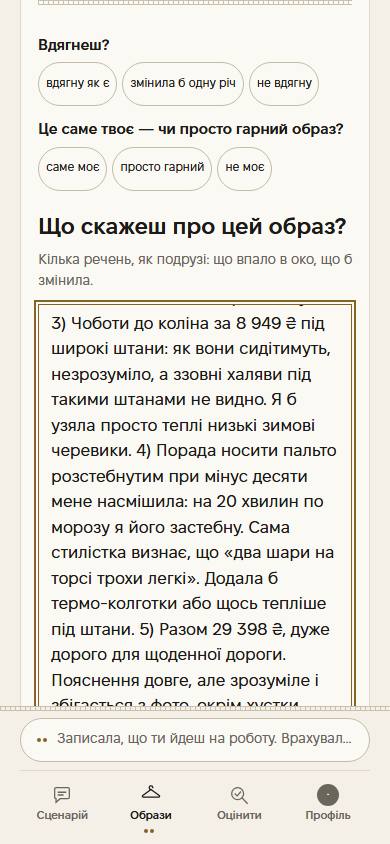 Вдягнеш?
вдягну як є
змінила б одну річ
не вдягну
Це саме твоє — чи просто гарний образ?
саме моє
просто гарний
не моє
Що скажеш про цей образ?
Кілька речень, як подрузі: що впало в око, що б
змінила.
3) Чоботи до коліна за 8 949 ₴ під
широкі штани: як вони сидітимуть,
незрозуміло, а ззовні халяви під
такими штанами не видно. Я б
узяла просто теплі низькі зимові
черевики. 4) Порада носити пальто
розстебнутим при мінус десяти
мене насмішила: на 20 хвилин по
морозу я його застебну. Сама
стилістка визнає, що «два шари на
торсі трохи легкі». Додала б
термо-колготки або щось тепліше
під штани. 5) Разом 29 398 ₴, дуже
дорого для щоденної дороги.
Пояснення довге, але зрозуміле і
збігається з фото, окрім хустки
Записала, що ти йдеш на роботу. Врахувал...
Сценарій
Образи
Оцінити
Профіль